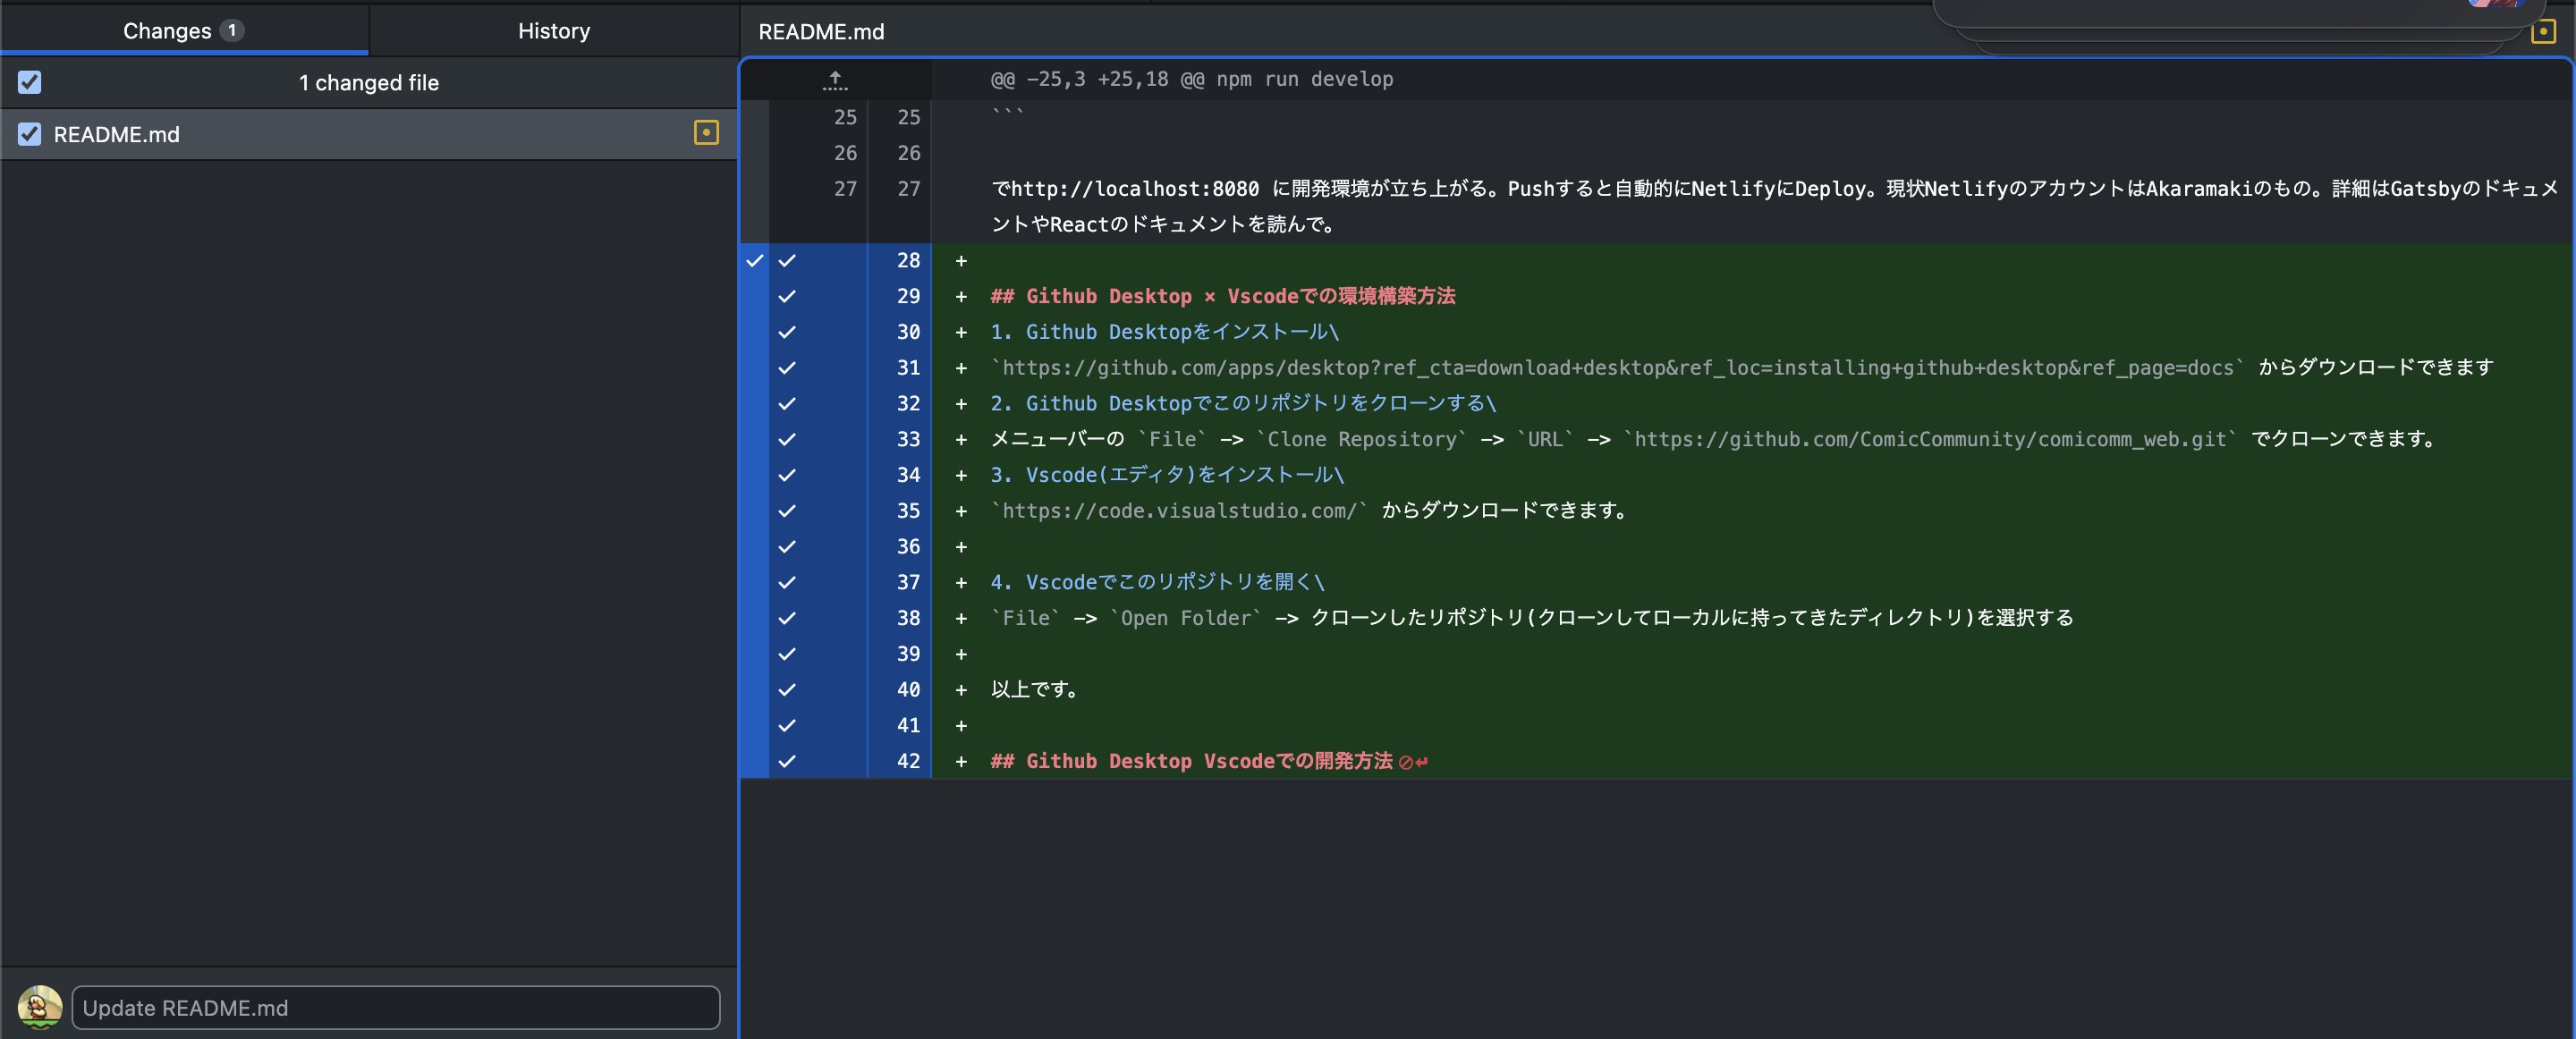 Changes 1
History
README.md
1 changed file
README.md
@@ -25,3 +25,18 @@ npm run develop
25 25 ```
26 26
27 27 でhttp://localhost:8080 に開発環境が立ち上がる。Pushすると自動的にNetlifyにDeploy。現状NetlifyのアカウントはAkaramakiのもの。詳細はGatsbyのドキュメ
ントやReactのドキュメントを読んで。
28 +
29 + ## Github Desktop × Vscodeでの環境構築方法
30 + 1. Github Desktopをインストール\
31 + `https://github.com/apps/desktop?ref_cta=download+desktop&ref_loc=installing+github+desktop&ref_page=docs` からダウンロードできます
32 + 2. Github Desktopでこのリポジトリをクローンする\
33 + メニューバーの `File` -> `Clone Repository` -> `URL` -> `https://github.com/ComicCommunity/comicomm_web.git` でクローンできます。
34 + 3. Vscode(エディタ)をインストール\
35 + `https://code.visualstudio.com/` からダウンロードできます。
36 +
37 + 4. Vscodeでこのリポジトリを開く\
38 + `File` -> `Open Folder` -> クローンしたリポジトリ(クローンしてローカルに持ってきたディレクトリ)を選択する
39 +
40 + 以上です。
41 +
42 + ## Github Desktop Vscodeでの開発方法
Update README.md